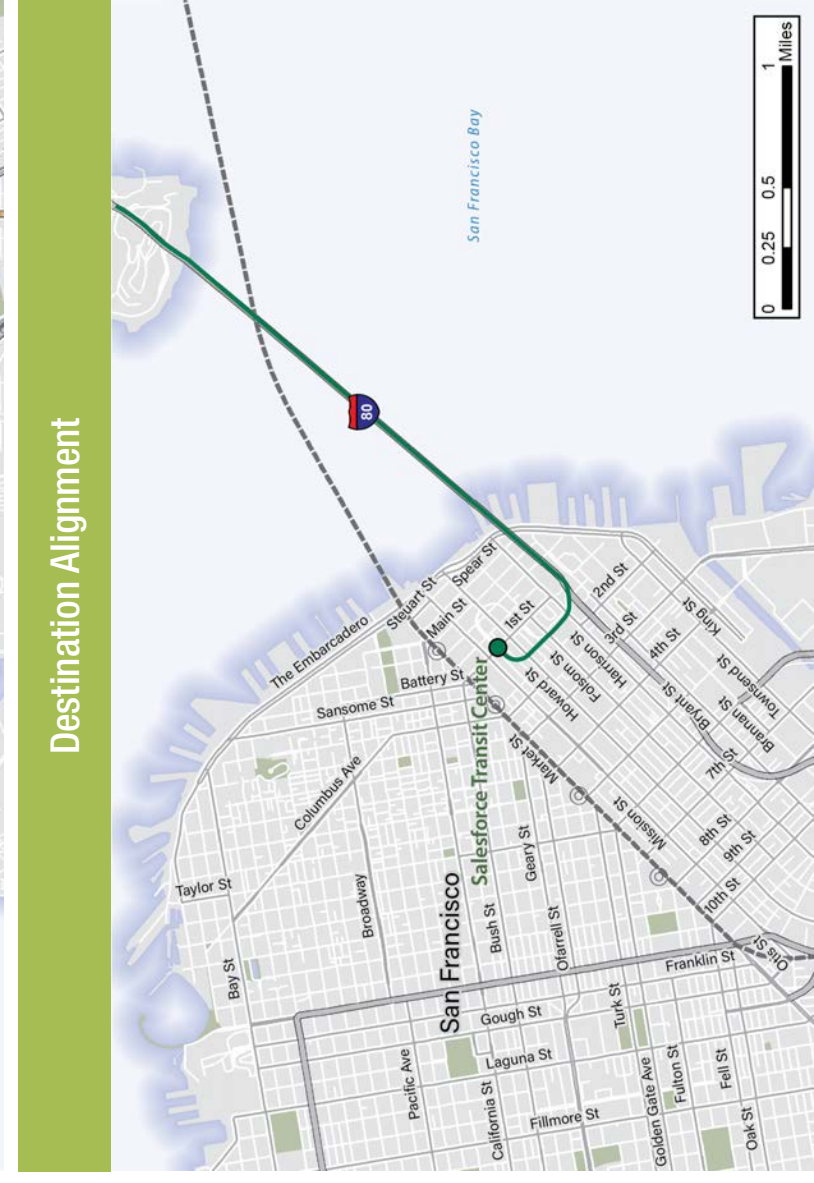 Destination Alignment
San Francisco Bay
80
0 0.25 0.5 1
Miles
The Embarcadero
Steuart St
Spear St
Main St
1st St
2nd St
3rd St
4th St
King St
Townsend St
Brannan St
Bryant St
Harrison St
Folsom St
Howard St
Battery St
Sansome St
Salesforce Transit Center
Market St
Mission St
7th St
8th St
9th St
10th St
Otis St
Columbus Ave
Taylor St
Broadway
Bay St
San Francisco
Bush St
Geary St
Ofarrell St
Franklin St
Gough St
Turk St
Laguna St
Pacific Ave
California St
Fillmore St
Golden Gate Ave
Fulton St
Fell St
Oak St